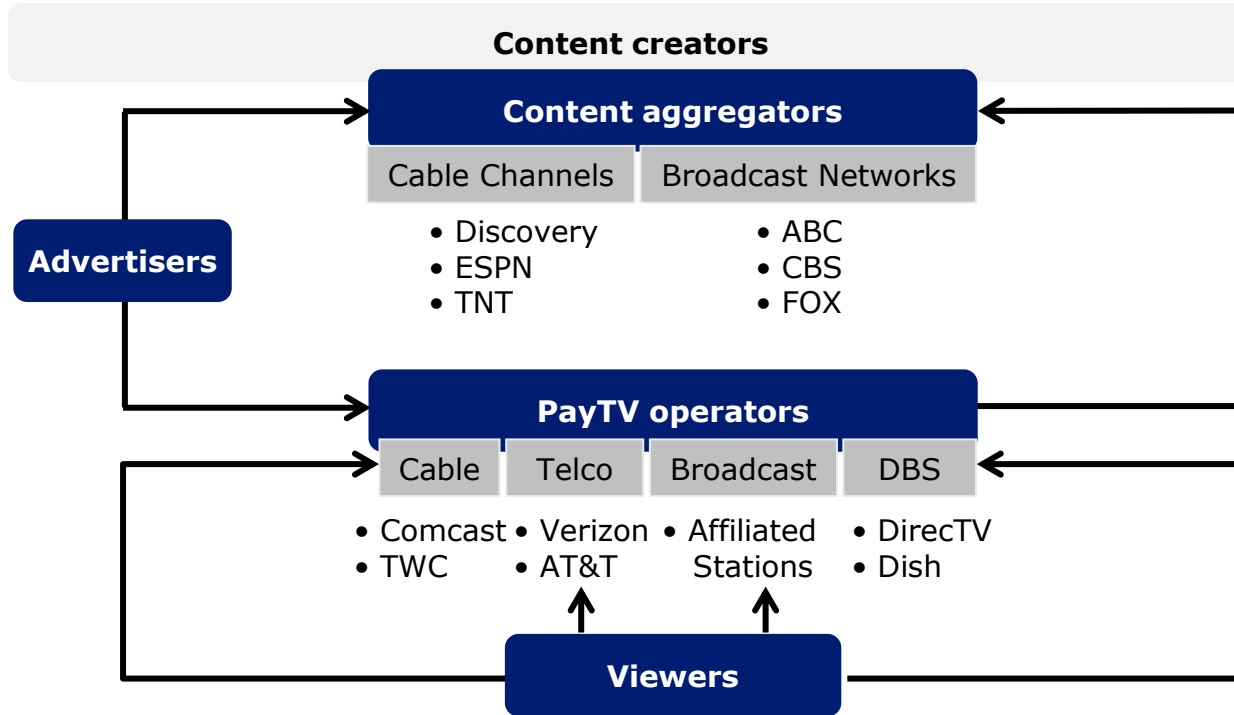 Content creators
Content aggregators
Cable Channels
Broadcast Networks
• Discovery
• ESPN
• TNT
• ABC
• CBS
• FOX
Advertisers
PayTV operators
Cable
Telco
Broadcast
DBS
• Comcast
• TWC
• Verizon
• AT&T
• Affiliated
Stations
• DirecTV
• Dish
Viewers